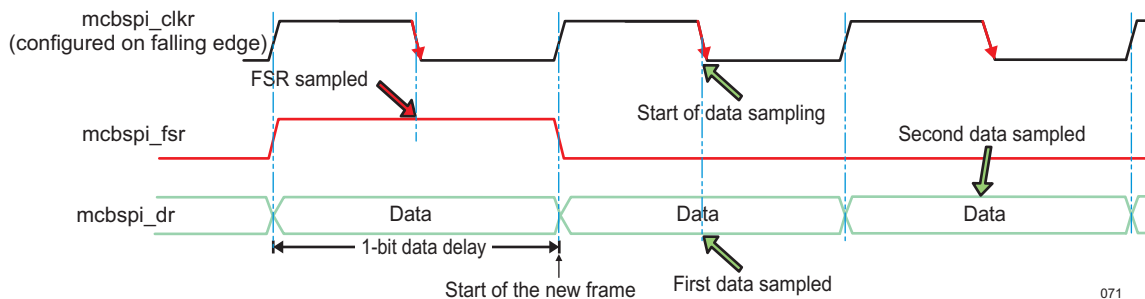 mcbspi_clkr
(configured on falling edge)
FSR sampled
Start of data sampling
mcbspi_fsr
Second data sampled
mcbspi_dr
Data
Data
Data
1-bit data delay
First data sampled
Start of the new frame
071